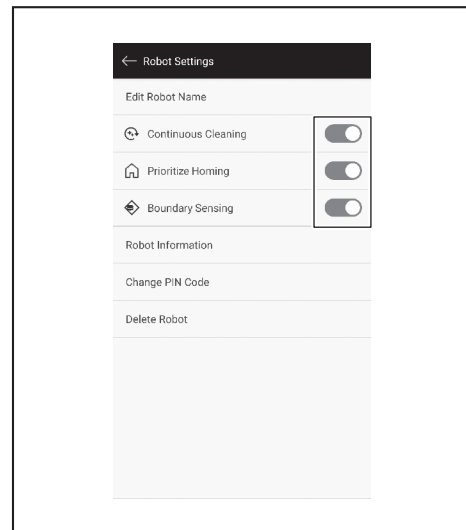 Robot Settings
Edit Robot Name
Continuous Cleaning
Prioritize Homing
Boundary Sensing
Robot Information
Change PIN Code
Delete Robot